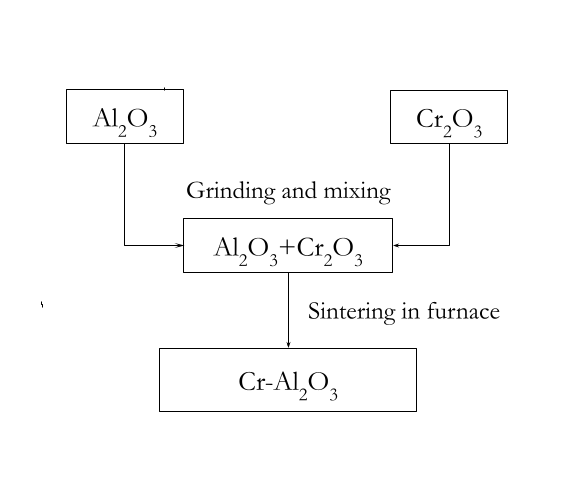 Al₂O₃
Cr₂O₃
Grinding and mixing
Al₂O₃+Cr₂O₃
Sintering in furnace
Cr-Al₂O₃